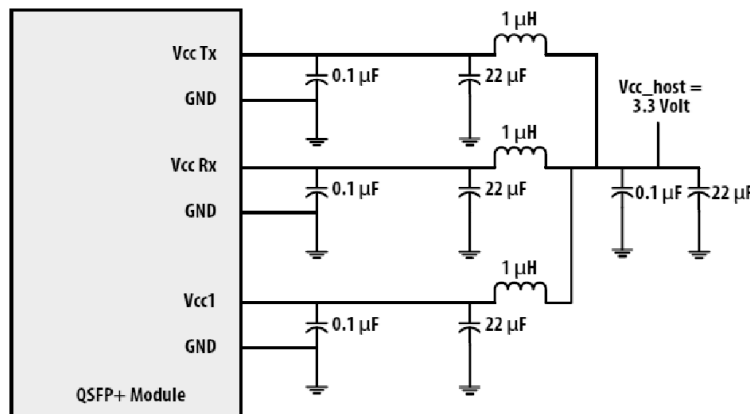 1 μH
Vcc Tx
0.1 μF
22 μF
GND
Vcc_host =
3.3 Volt
1 μH
Vcc Rx
0.1 μF
22 μF
0.1 μF
22 μF
GND
1 μH
Vcc1
0.1 μF
22 μF
GND
QSFP+ Module